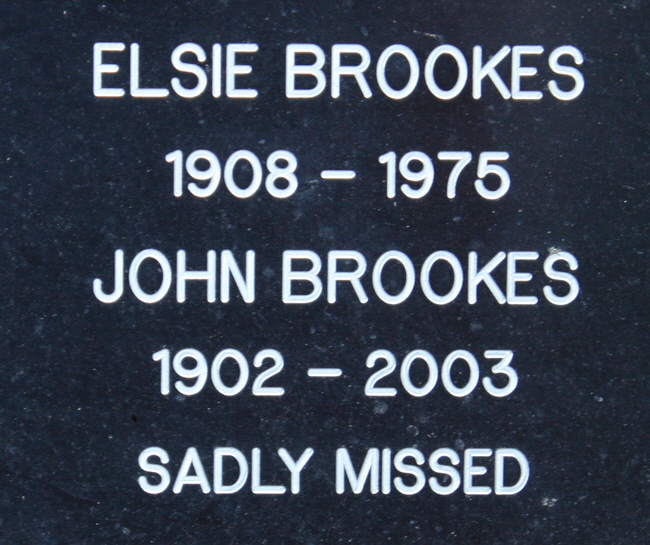 ELSIE BROOKES
1908 – 1975
JOHN BROOKES
1902 – 2003
SADLY MISSED